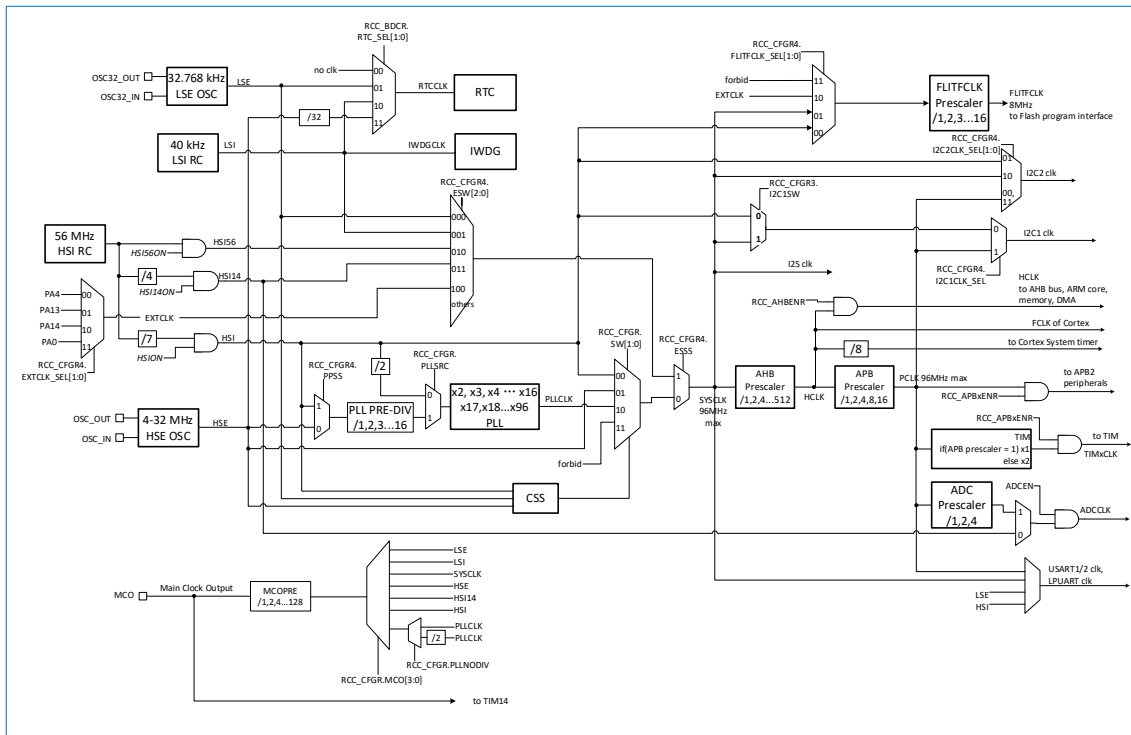 RCC_BDCR.
RTC_SEL[1:0]
OSC32_OUT
OSC32_IN
32.768 kHz
LSE OSC
LSE
no clk
00
01
10
11
/32
RTCCLK
RTC
40 kHz
LSI RC
LSI
IWDGCLK
IWDG
RCC_CFGR4.
ESW[2:0]
000
001
010
011
100
others
56 MHz
HSI RC
HSI56ON
HSI56
/4
HSI14ON
HSI14
PA4
PA13
PA14
PA0
00
01
10
11
EXTCLK
RCC_CFGR4.
EXTCLK_SEL[1:0]
/7
HSION
HSI
OSC_OUT
OSC_IN
4-32 MHz
HSE OSC
HSE
RCC_CFGR4.
PPSS
1
0
PLL PRE-DIV
/1,2,3...16
/2
RCC_CFGR.
PLLSRC
0
1
x2, x3, x4 ⋯ x16
x17,x18...x96
PLL
PLLCLK
RCC_CFGR.
SW[1:0]
00
01
10
11
forbid
CSS
RCC_CFGR4.
ESSS
1
0
SYSCLK
96MHz
max
RCC_CFGR4.
FLITFCLK_SEL[1:0]
forbid
EXTCLK
11
10
01
00
FLITFCLK
Prescaler
/1,2,3...16
FLITFCLK
8MHz
to Flash program interface
RCC_CFGR4.
I2C2CLK_SEL[1:0]
01
10
00,
11
I2C2 clk
RCC_CFGR3.
I2C1SW
0
1
0
1
I2C1 clk
RCC_CFGR4.
I2C1CLK_SEL
I2S clk
RCC_AHBENR
HCLK
to AHB bus, ARM core,
memory, DMA
FCLK of Cortex
/8
to Cortex System timer
AHB
Prescaler
/1,2,4...512
HCLK
APB
Prescaler
/1,2,4,8,16
PCLK 96MHz max
RCC_APBxENR
to APB2
peripherals
RCC_APBxENR
TIM
if(APB prescaler = 1) x1
else x2
to TIM
TIMxCLK
ADC
Prescaler
/1,2,4
ADCEN
1
0
ADCCLK
USART1/2 clk,
LPUART clk
LSE
HSI
MCO
Main Clock Output
MCOPRE
/1,2,4...128
LSE
LSI
SYSCLK
HSE
HSI14
HSI
PLLCLK
/2
PLLCLK
RCC_CFGR.PLLNODIV
RCC_CFGR.MCO[3:0]
to TIM14